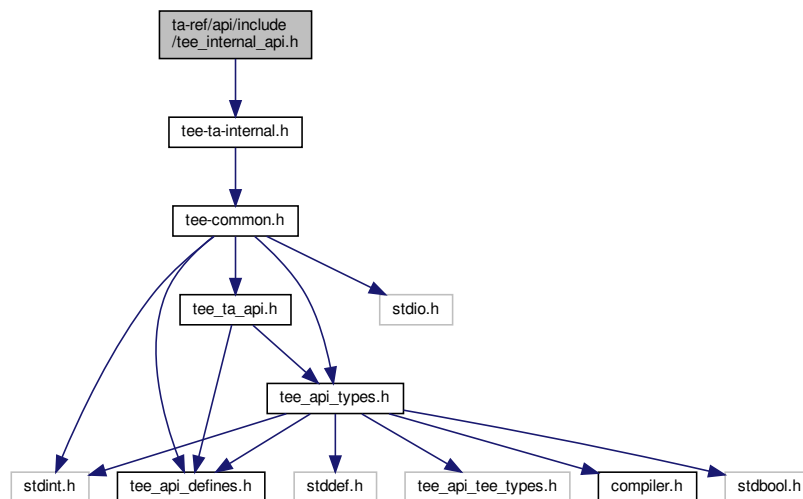 ta-ref/api/include
/tee_internal_api.h
tee-ta-internal.h
tee-common.h
tee_ta_api.h
stdio.h
tee_api_types.h
stdint.h
tee_api_defines.h
stddef.h
tee_api_tee_types.h
compiler.h
stdbool.h